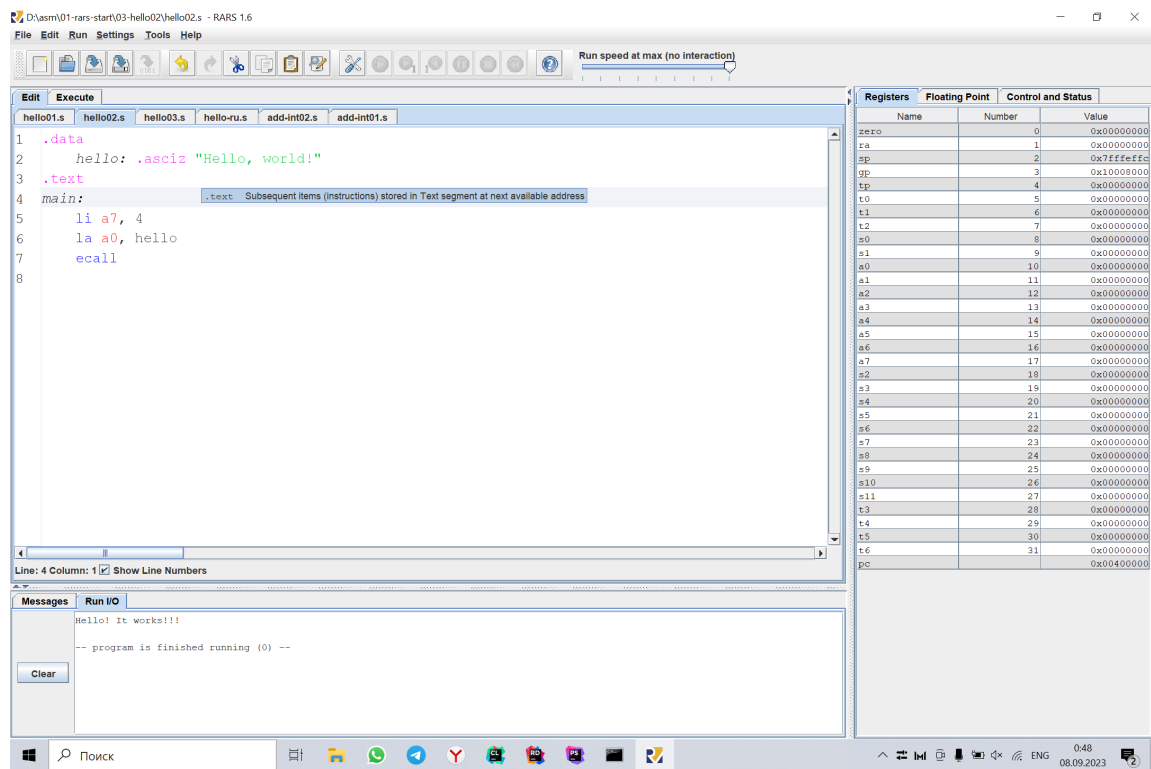 D:\asm\01-rars-start\03-hello02\hello02.s - RARS 1.6
File Edit Run Settings Tools Help
Run speed at max (no interaction)
Edit Execute
hello01.s hello02.s hello03.s hello-ru.s add-int02.s add-int01.s
1 .data
2 hello: .asciz "Hello, world!"
3 .text
4 main:
.text Subsequent items (instructions) stored in Text segment at next available address
5 li a7, 4
6 la a0, hello
7 ecall
8
Line: 4 Column: 1 Show Line Numbers
Messages Run I/O
Hello! It works!!!
-- program is finished running (0) --
Clear
Registers Floating Point Control and Status
Name Number Value
zero 0 0x00000000
ra 1 0x00000000
sp 2 0x7fffeffc
gp 3 0x10008000
tp 4 0x00000000
t0 5 0x00000000
t1 6 0x00000000
t2 7 0x00000000
s0 8 0x00000000
s1 9 0x00000000
a0 10 0x00000000
a1 11 0x00000000
a2 12 0x00000000
a3 13 0x00000000
a4 14 0x00000000
a5 15 0x00000000
a6 16 0x00000000
a7 17 0x00000000
s2 18 0x00000000
s3 19 0x00000000
s4 20 0x00000000
s5 21 0x00000000
s6 22 0x00000000
s7 23 0x00000000
s8 24 0x00000000
s9 25 0x00000000
s10 26 0x00000000
s11 27 0x00000000
t3 28 0x00000000
t4 29 0x00000000
t5 30 0x00000000
t6 31 0x00000000
pc 0x00400000
Поиск
CL RD PS
ENG
0:48
08.09.2023
2